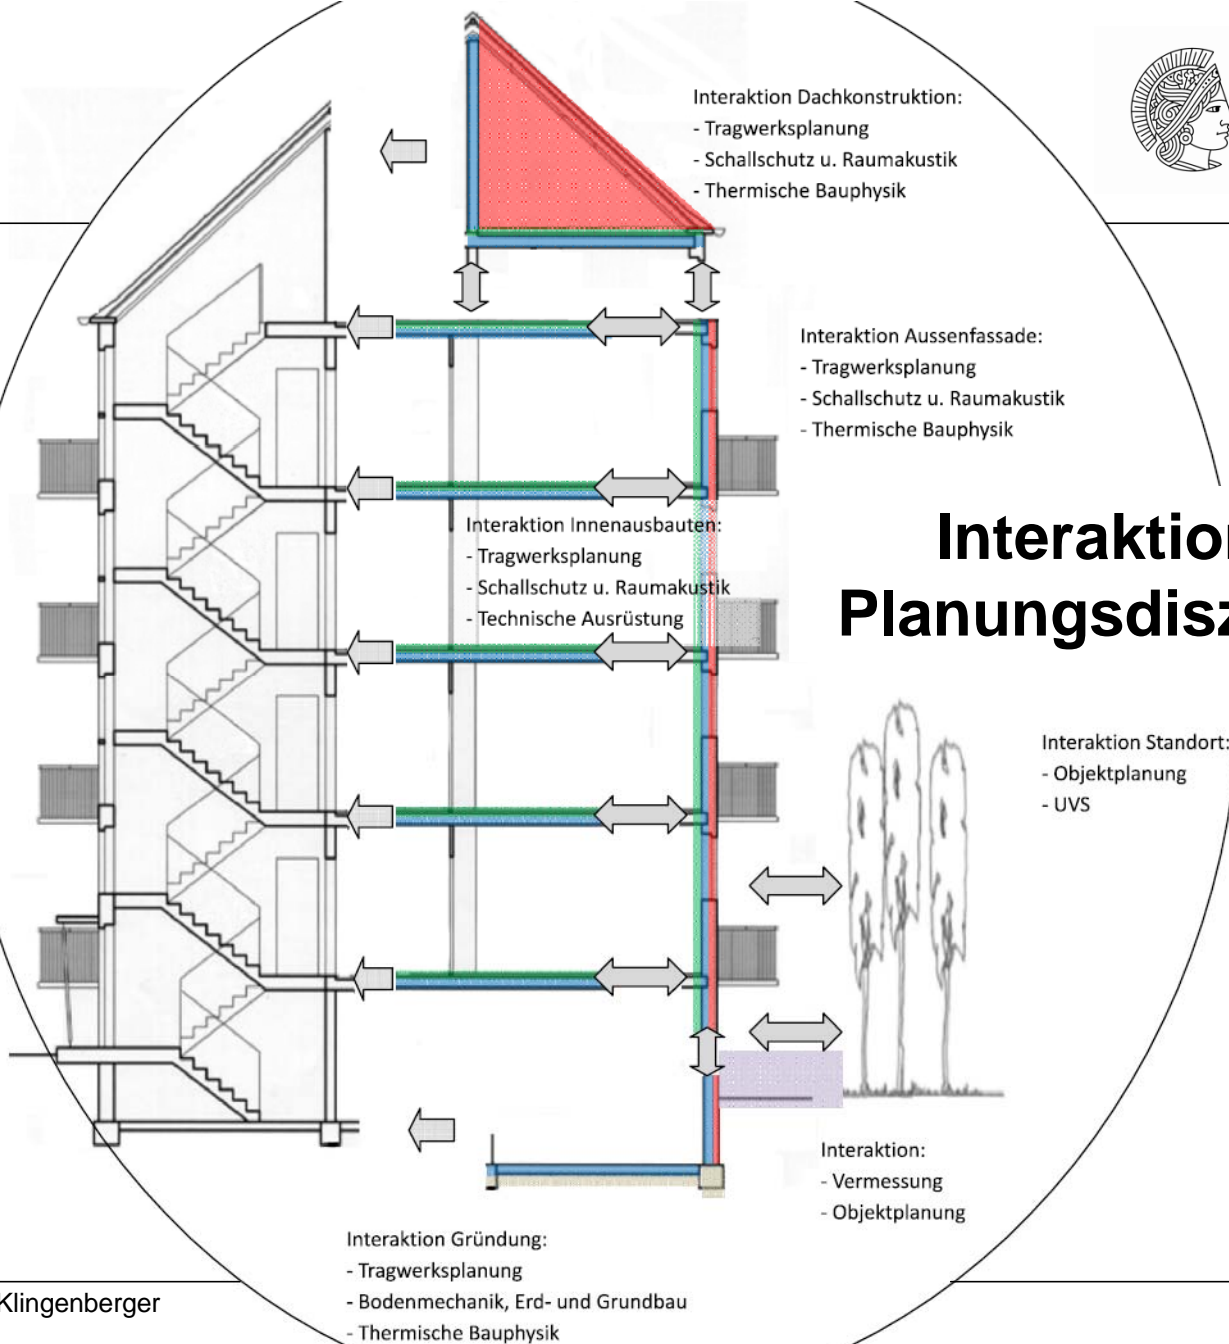 Interaktion Dachkonstruktion:
- Tragwerksplanung
- Schallschutz u. Raumakustik
- Thermische Bauphysik
Interaktion Aussenfassade:
- Tragwerksplanung
- Schallschutz u. Raumakustik
- Thermische Bauphysik
Interaktion Innenausbauten:
- Tragwerksplanung
- Schallschutz u. Raumakustik
- Technische Ausrüstung
Interaktion
Planungsdisz
Interaktion Standort:
- Objektplanung
- UVS
Interaktion:
- Vermessung
- Objektplanung
Interaktion Gründung:
- Tragwerksplanung
- Bodenmechanik, Erd- und Grundbau
- Thermische Bauphysik
Klingenberger